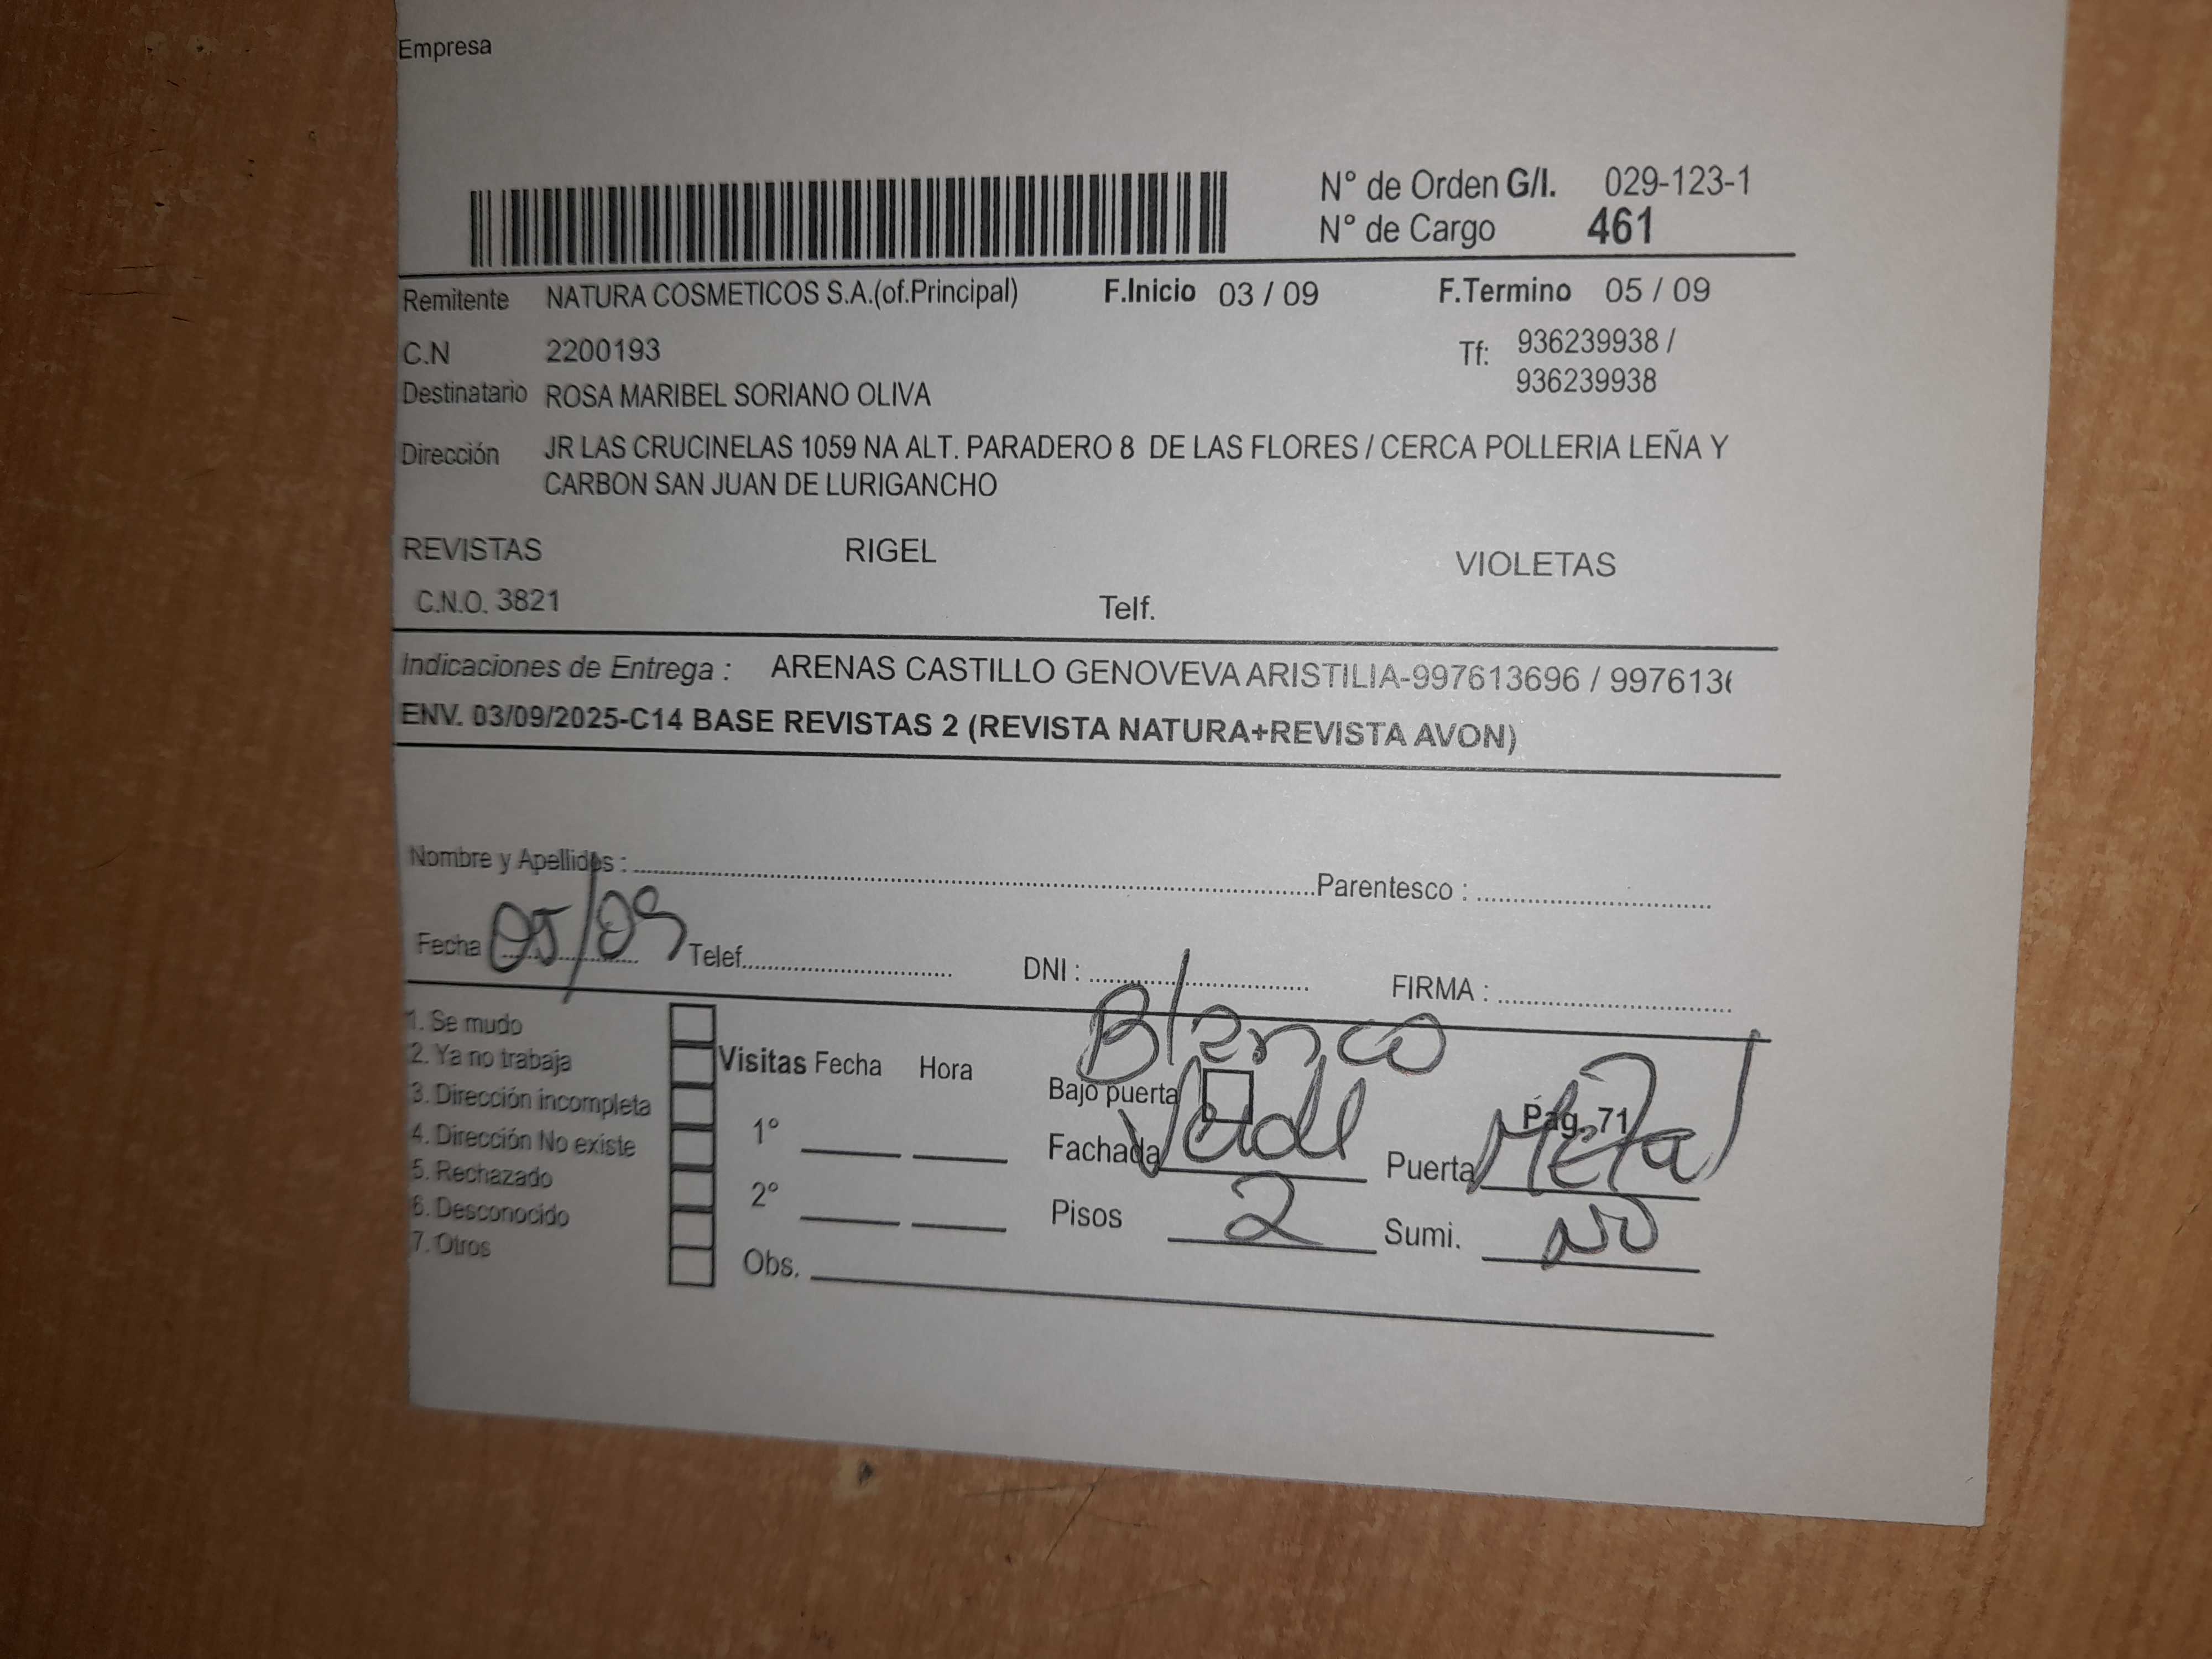 Empresa
N° de Orden G/I. 029-123-1
N° de Cargo 461
Remitente NATURA COSMETICOS S.A.(of.Principal) F.Inicio 03 / 09 F.Termino 05 / 09
C.N 2200193 Tf: 936239938 /
936239938
Destinatario ROSA MARIBEL SORIANO OLIVA
Dirección JR LAS CRUCINELAS 1059 NA ALT. PARADERO 8 DE LAS FLORES / CERCA POLLERIA LEÑA Y
CARBON SAN JUAN DE LURIGANCHO
REVISTAS RIGEL VIOLETAS
C.N.O. 3821 Telf.
Indicaciones de Entrega : ARENAS CASTILLO GENOVEVA ARISTILIA-997613696 / 997613
ENV. 03/09/2025-C14 BASE REVISTAS 2 (REVISTA NATURA+REVISTA AVON)
Nombre y Apellidos : Parentesco :
Fecha 05/09 Telef. DNI : FIRMA :
1. Se mudo
2. Ya no trabaja
3. Dirección incompleta
4. Dirección No existe
5. Rechazado
6. Desconocido
7. Otros
Visitas Fecha Hora
1°
2°
Obs.
Blanco
Bajo puerta Pag. 71
Fachada Verde Puerta Metal
Pisos 2 Sumi. NO